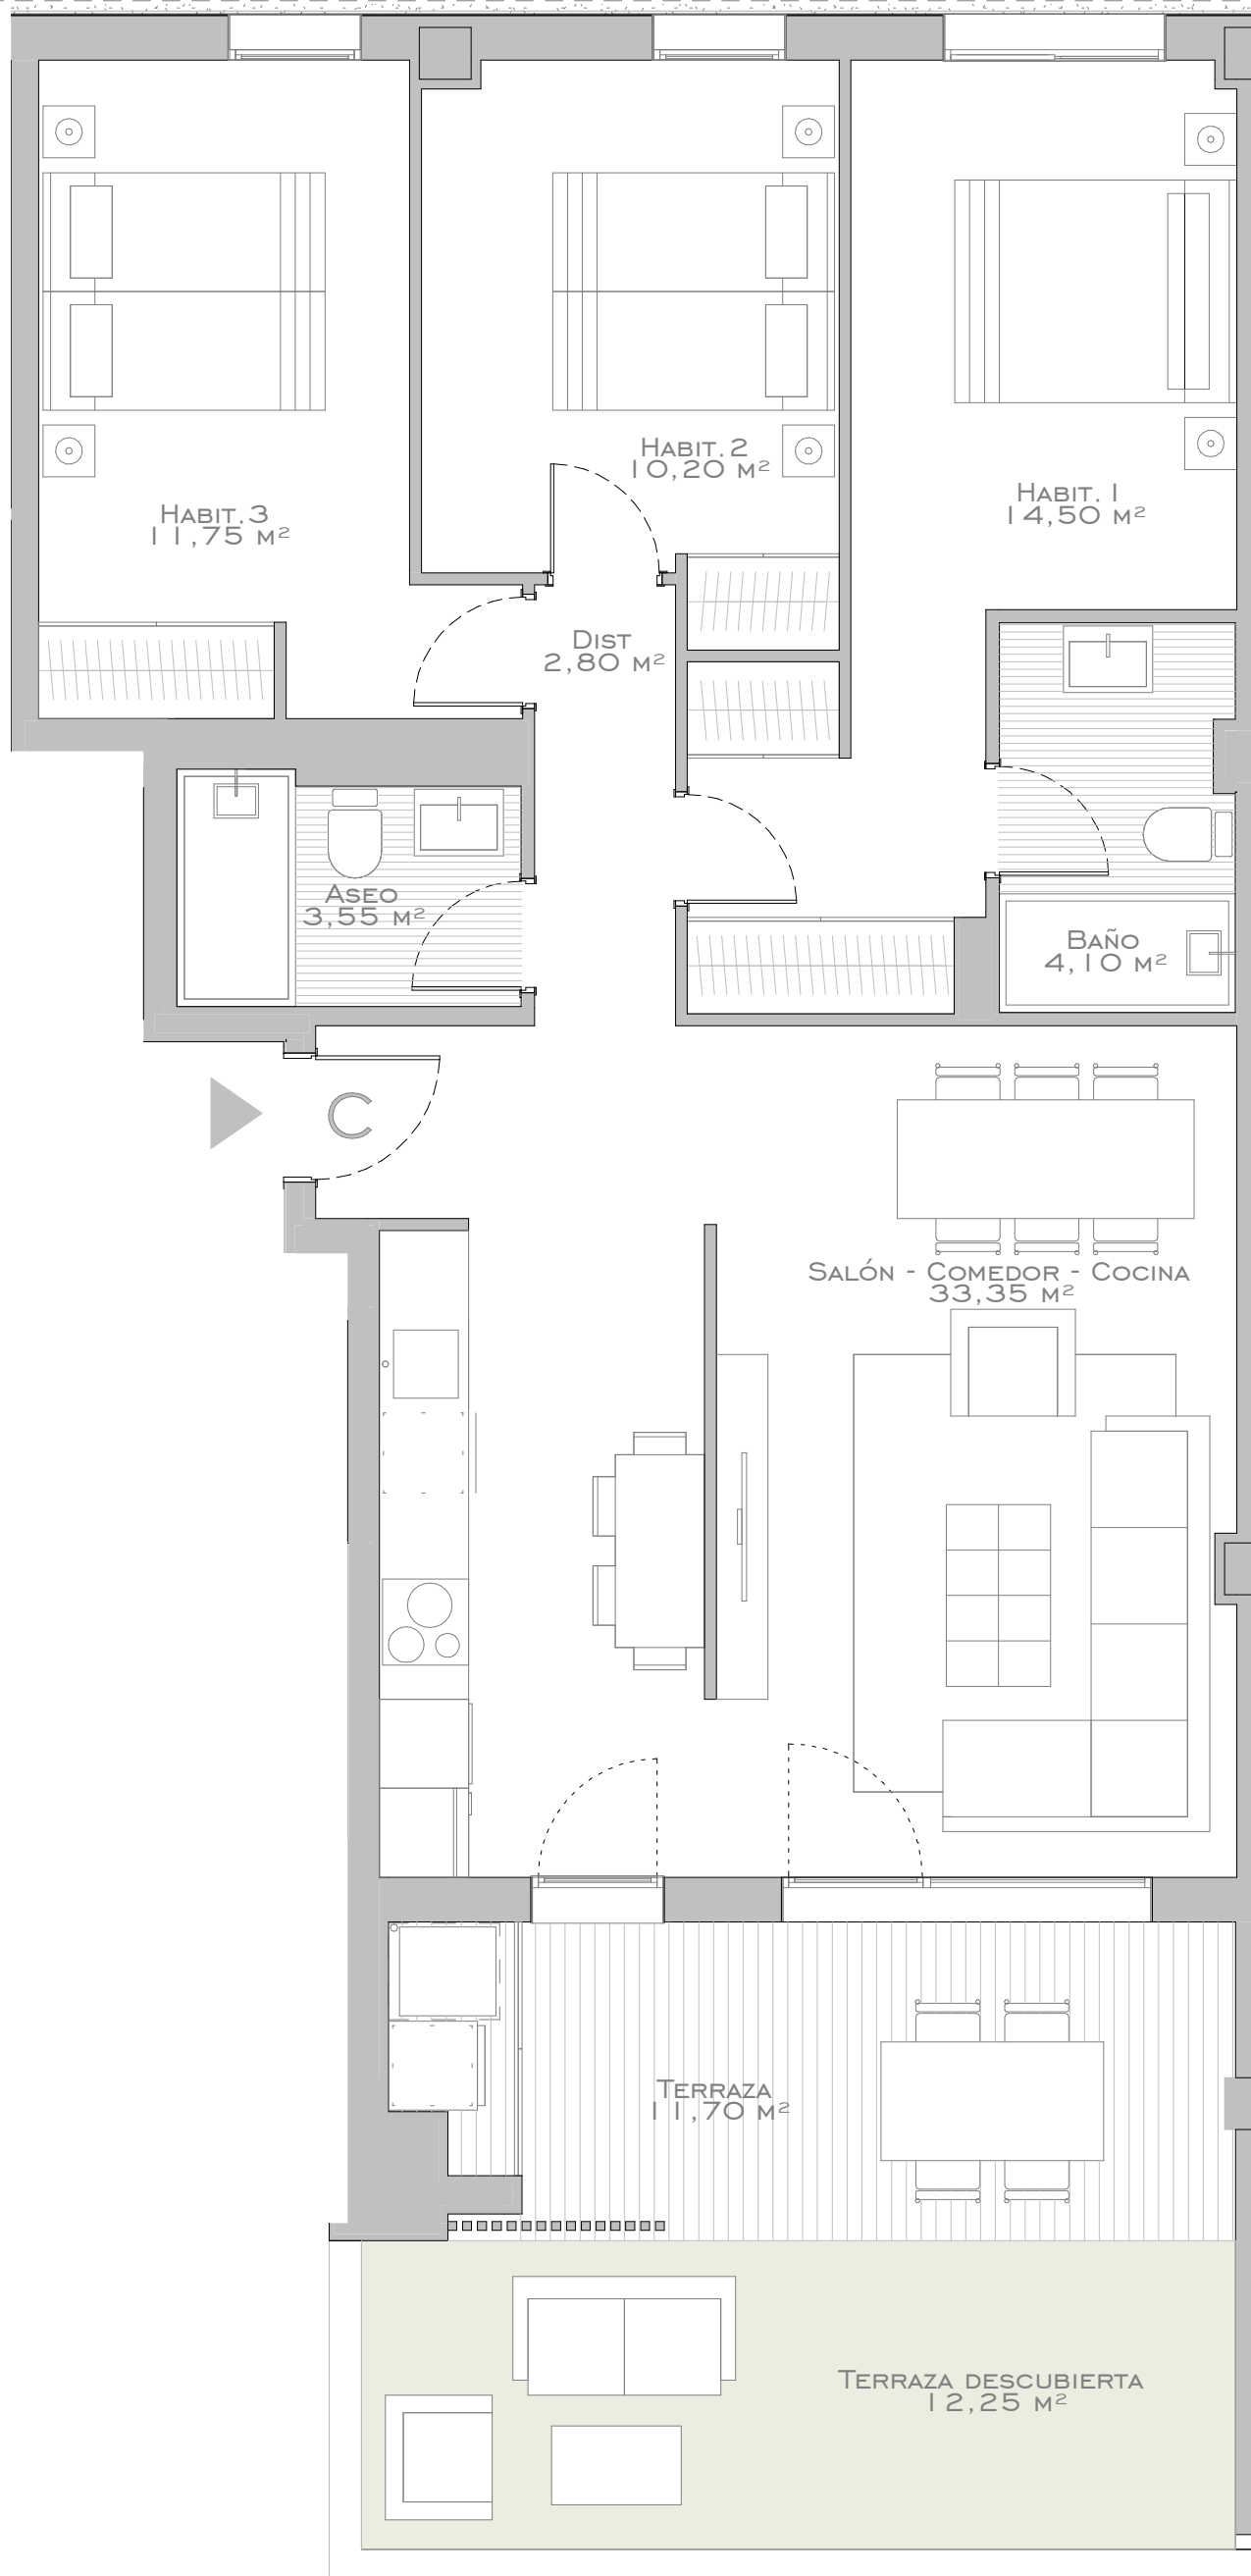 Habit. 2
10,20 m²
Habit. 1
14,50 m²
Habit. 3
11,75 m²
Dist
2,80 m²
Aseo
3,55 m²
Baño
4,10 m²
C
Salón - Comedor - Cocina
33,35 m²
Terraza
11,70 m²
Terraza descubierta
12,25 m²